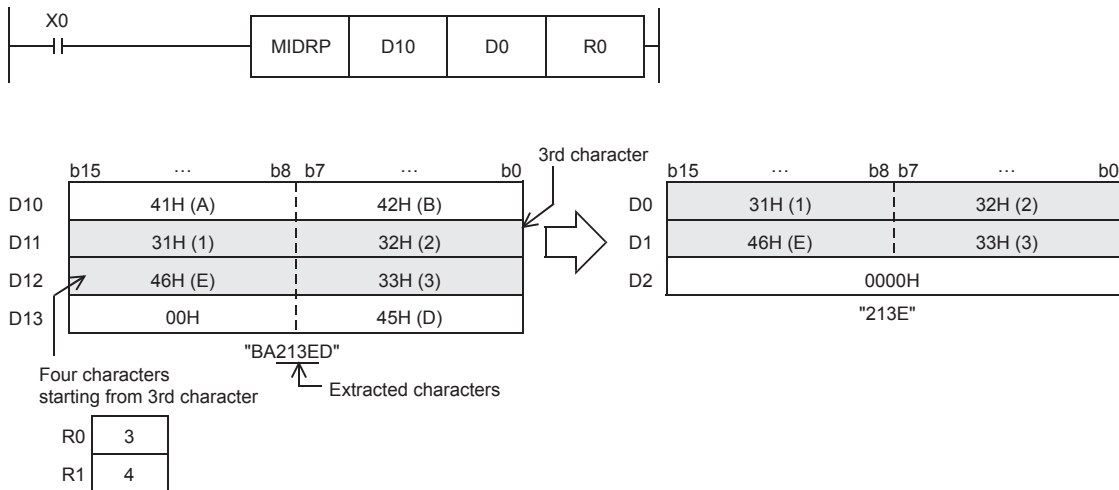 X0
MIDRP D10 D0 R0
3rd character
b15 ... b8 b7 ... b0
D10 41H (A) 42H (B)
D11 31H (1) 32H (2)
D12 46H (E) 33H (3)
D13 00H 45H (D)
"BA213ED"
Four characters
starting from 3rd character
Extracted characters
R0 3
R1 4
b15 ... b8 b7 ... b0
D0 31H (1) 32H (2)
D1 46H (E) 33H (3)
D2 0000H
"213E"